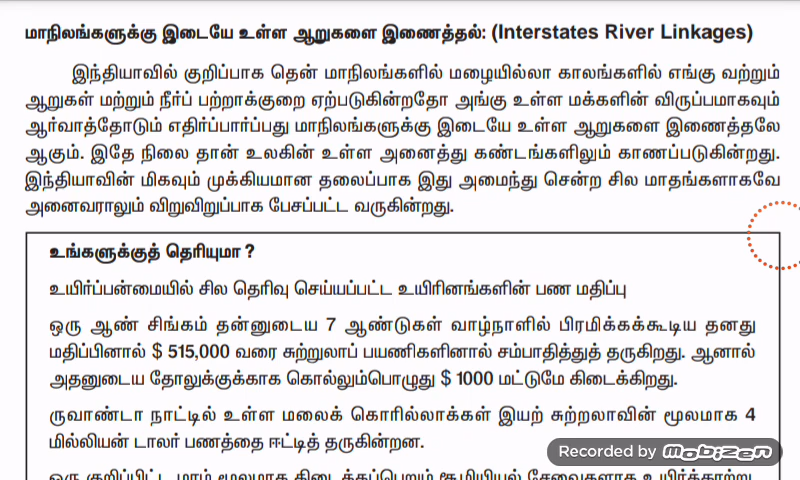 மாநிலங்களுக்கு இடையே உள்ள ஆறுகளை இணைத்தல்: (Interstates River Linkages)
இந்தியாவில் குறிப்பாக தென் மாநிலங்களில் மழையில்லா காலங்களில் எங்கு வற்றும்
ஆறுகள் மற்றும் நீர்ப் பற்றாக்குறை ஏற்படுகின்றதோ அங்கு உள்ள மக்களின் விருப்பமாகவும்
ஆர்வாத்தோடும் எதிர்ப்பார்ப்பது மாநிலங்களுக்கு இடையே உள்ள ஆறுகளை இணைத்தலே
ஆகும். இதே நிலை தான் உலகின் உள்ள அனைத்து கண்டங்களிலும் காணப்படுகின்றது.
இந்தியாவின் மிகவும் முக்கியமான தலைப்பாக இது அமைந்து சென்ற சில மாதங்களாகவே
அனைவராலும் விறுவிறுப்பாக பேசப்பட்ட வருகின்றது.
உங்களுக்குத் தெரியுமா ?
உயிர்ப்பன்மையில் சில தெரிவு செய்யப்பட்ட உயிரினங்களின் பண மதிப்பு
ஒரு ஆண் சிங்கம் தன்னுடைய 7 ஆண்டுகள் வாழ்நாளில் பிரமிக்கக்கூடிய தனது
மதிப்பினால் $ 515,000 வரை சுற்றுலாப் பயணிகளினால் சம்பாதித்துத் தருகிறது. ஆனால்
அதனுடைய தோலுக்குக்காக கொல்லும்பொழுது $ 1000 மட்டுமே கிடைக்கிறது.
ருவாண்டா நாட்டில் உள்ள மலைக் கொரில்லாக்கள் இயற் சுற்றலாவின் மூலமாக 4
மில்லியன் டாலர் பணத்தை ஈட்டித் தருகின்றன.
Recorded by MOBIZEN
ஒரு குறிப்பிட்ட மரம் மூலமாக கிடைக்கப்பெறும்